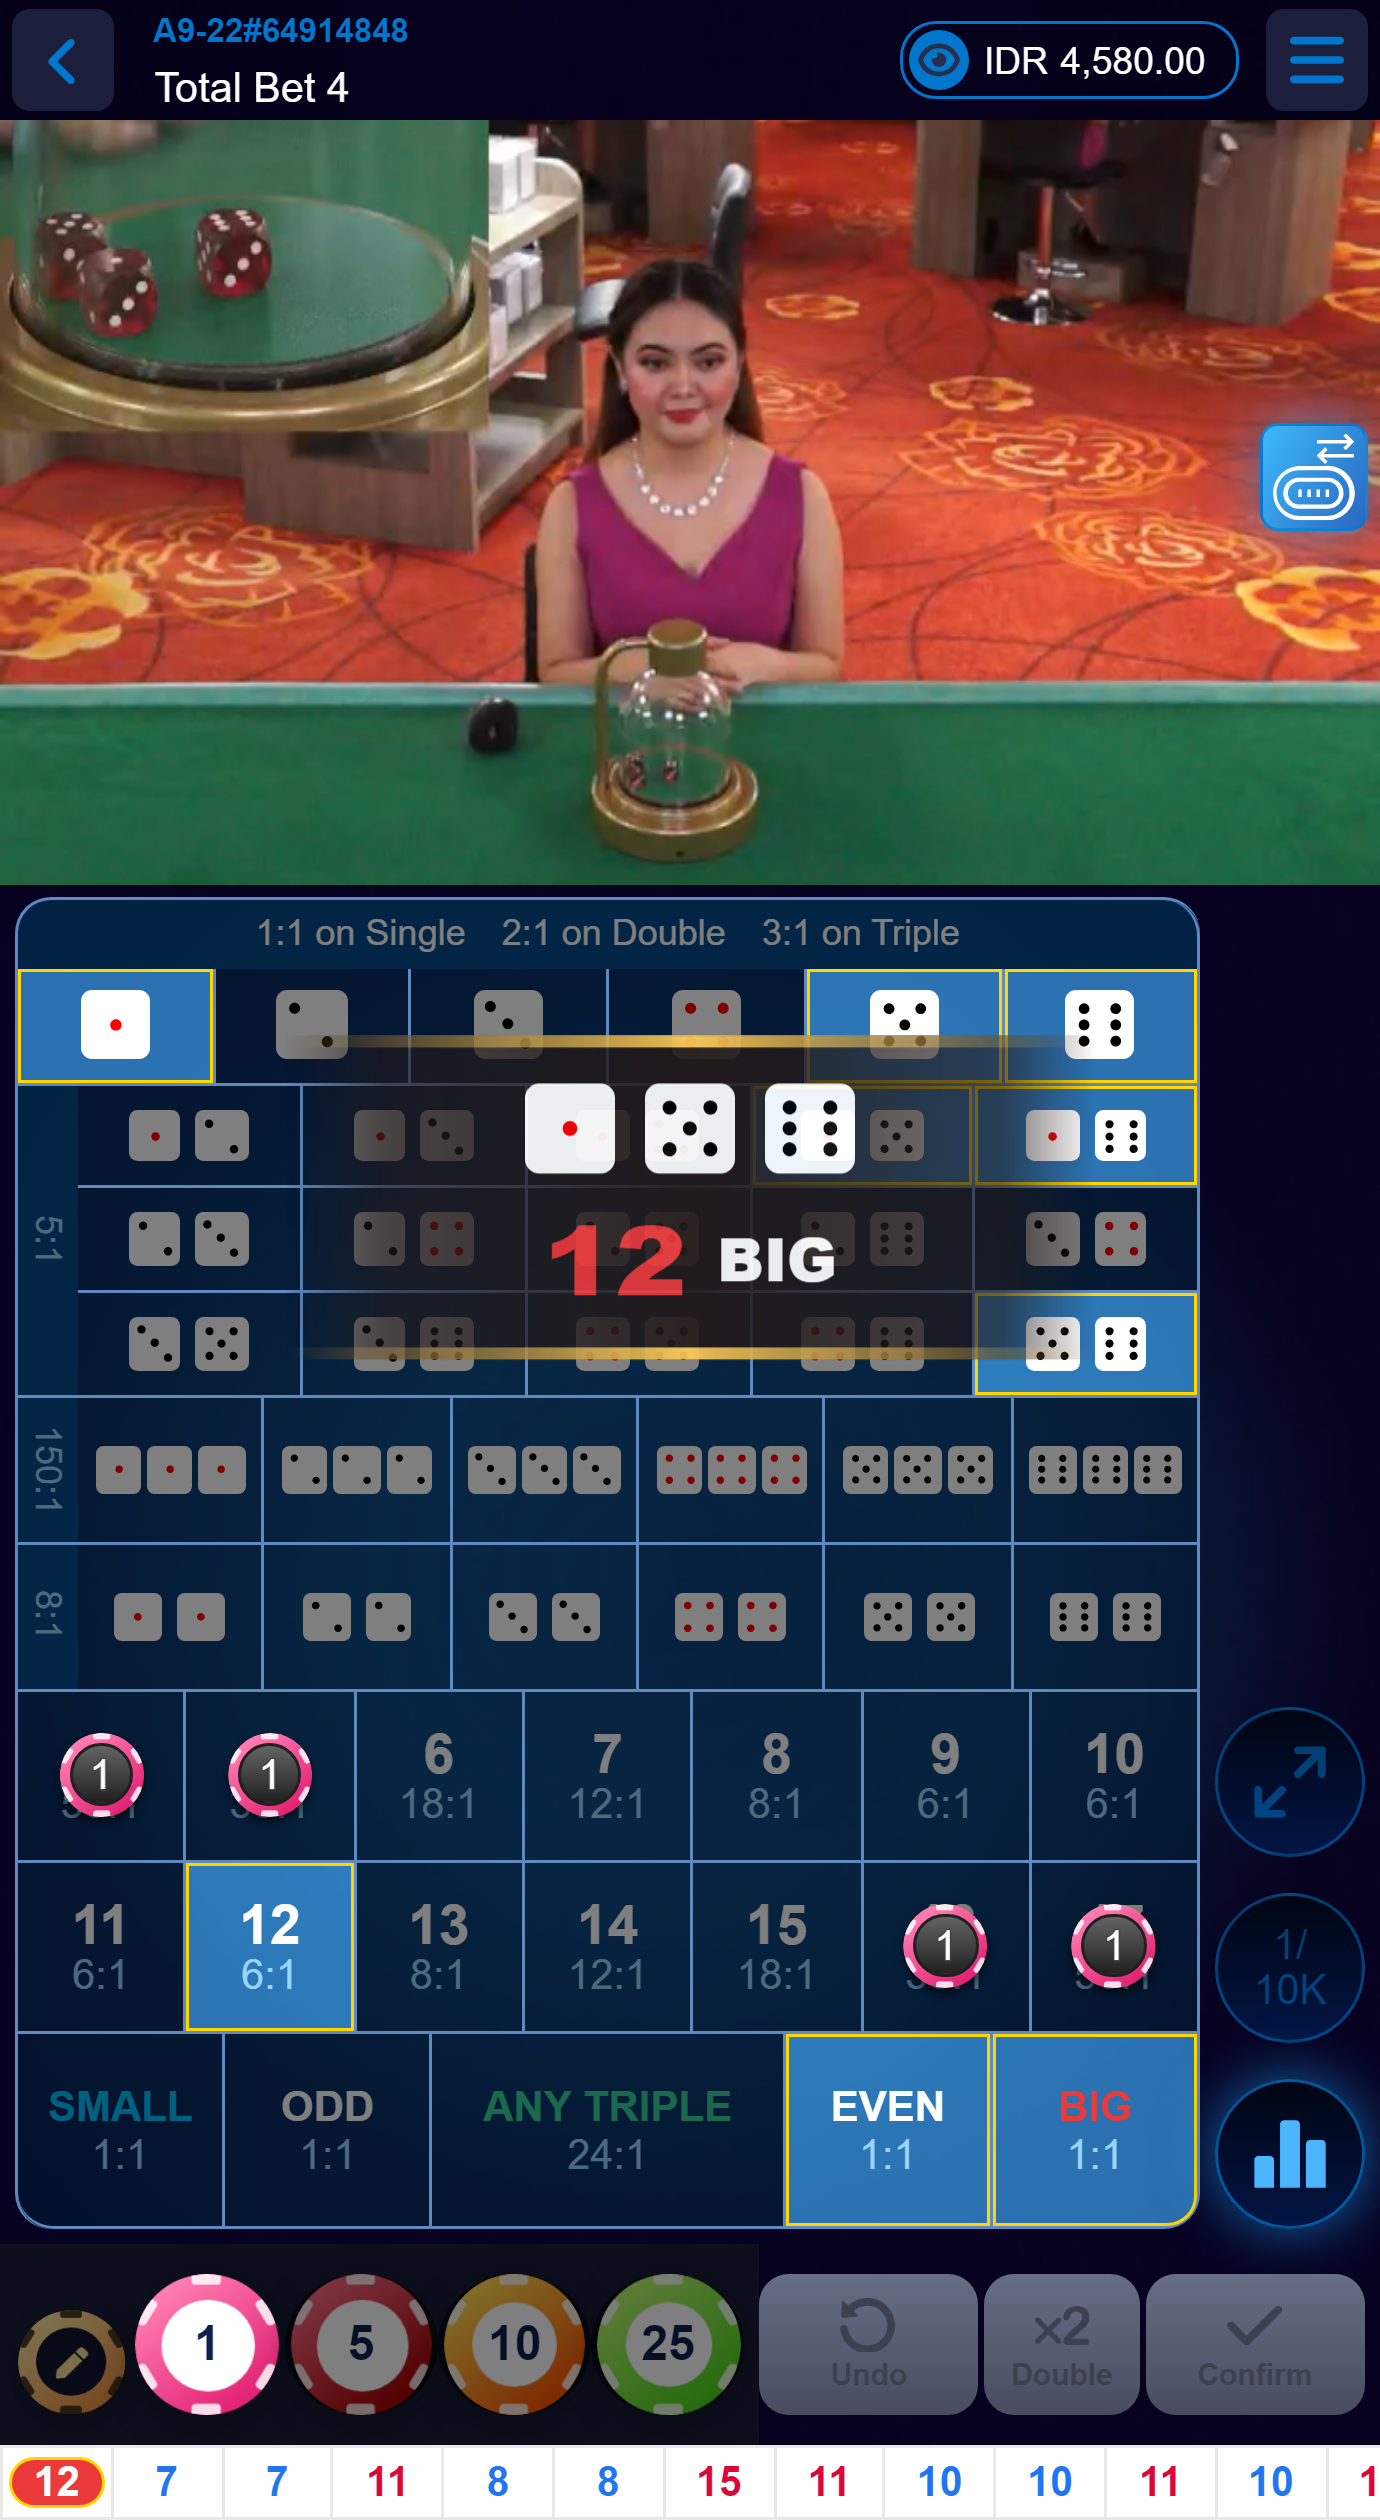 A9-22#64914848
Total Bet 4
IDR 4,580.00
1:1 on Single 2:1 on Double 3:1 on Triple
12 BIG
5:1
150:1
8:1
1 1 6 7 8 9 10
18:1 12:1 8:1 6:1 6:1
11 12 13 14 15 1 1
6:1 6:1 8:1 12:1 18:1
SMALL ODD ANY TRIPLE EVEN BIG
1:1 1:1 24:1 1:1 1:1
1/
10K
1 5 10 25
x2
Undo Double Confirm
12 7 7 11 8 8 15 11 10 10 11 10